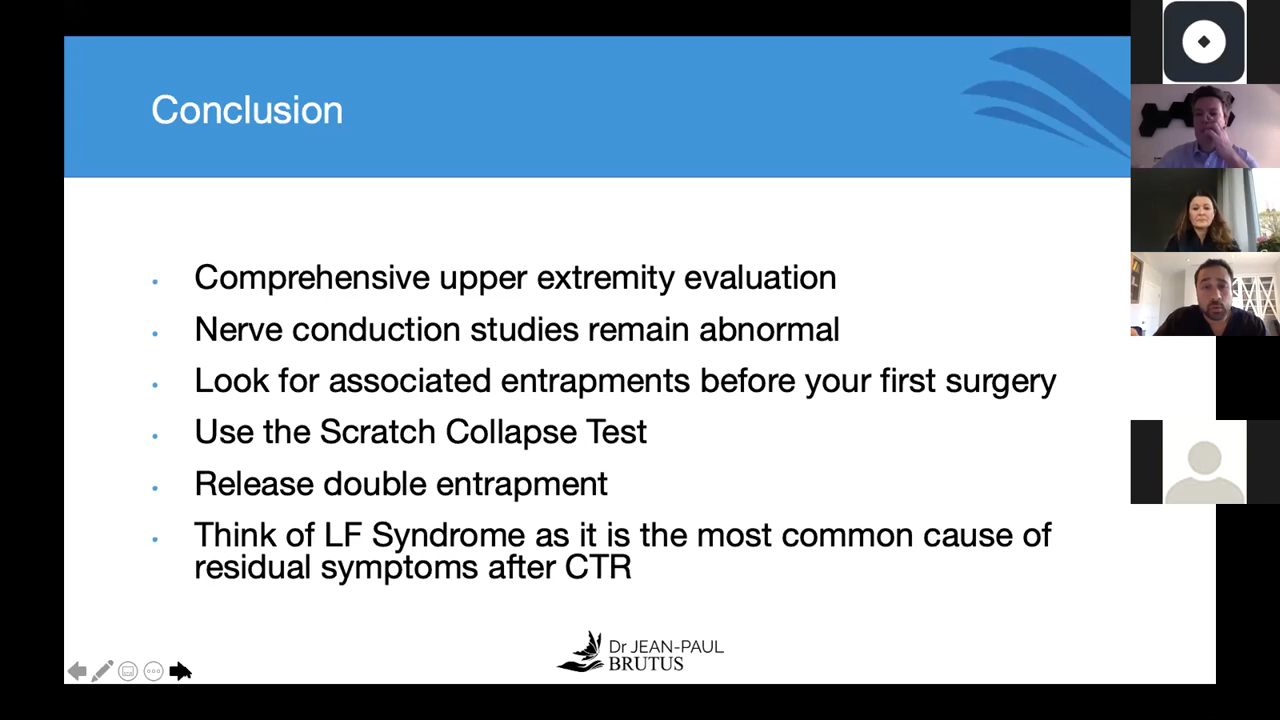 Conclusion
Comprehensive upper extremity evaluation
Nerve conduction studies remain abnormal
Look for associated entrapments before your first surgery
Use the Scratch Collapse Test
Release double entrapment
Think of LF Syndrome as it is the most common cause of
residual symptoms after CTR
Dr JEAN-PAUL
BRUTUS